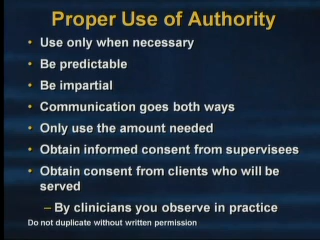 Proper Use of Authority
• Use only when necessary
• Be predictable
• Be impartial
• Communication goes both ways
• Only use the amount needed
• Obtain informed consent from supervisees
• Obtain consent from clients who will be
served
– By clinicians you observe in practice
Do not duplicate without written permission